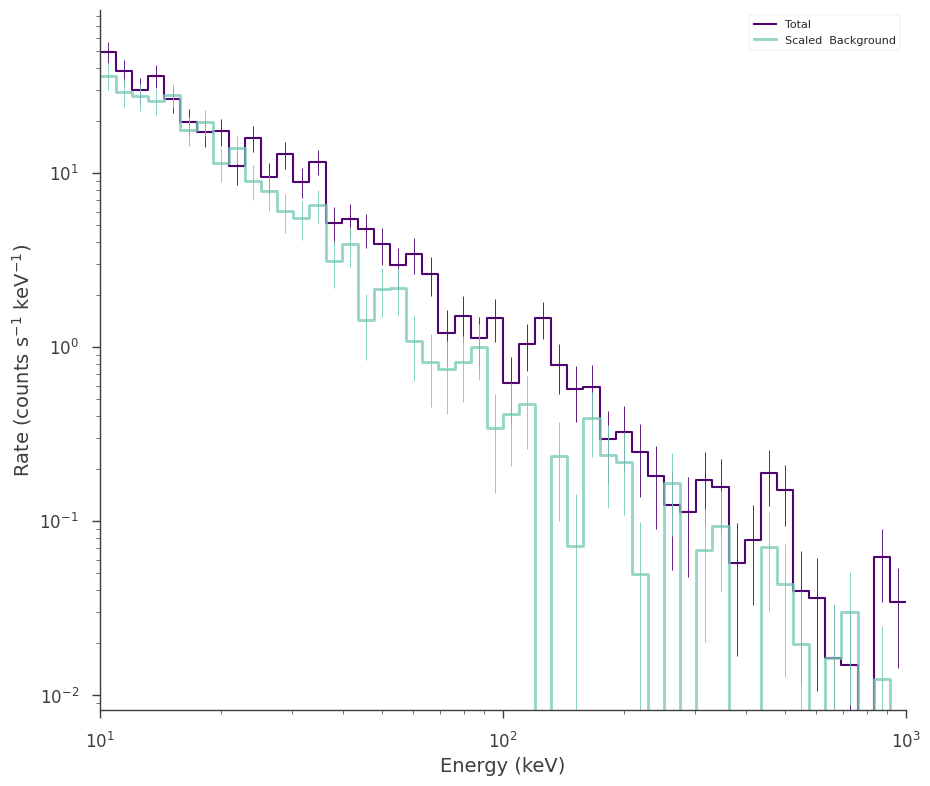 Total
Scaled  Background
10¹
10⁰
10⁻¹
10⁻²
Rate (counts s⁻¹ keV⁻¹)
10¹
10²
10³
Energy (keV)